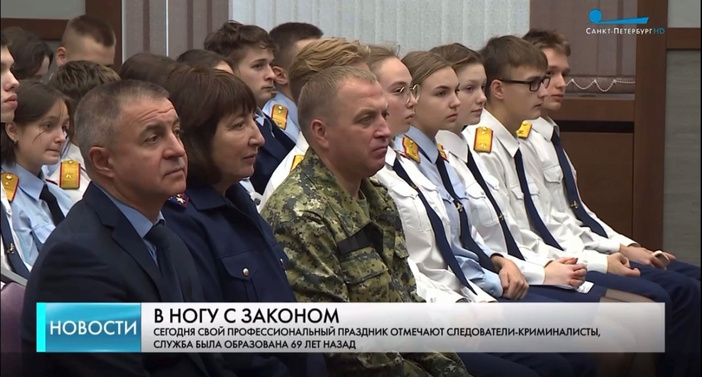 САНКТ-ПЕТЕРБУРГ HD
НОВОСТИ
В НОГУ С ЗАКОНОМ
СЕГОДНЯ СВОЙ ПРОФЕССИОНАЛЬНЫЙ ПРАЗДНИК ОТМЕЧАЮТ СЛЕДОВАТЕЛИ-КРИМИНАЛИСТЫ,
СЛУЖБА БЫЛА ОБРАЗОВАНА 69 ЛЕТ НАЗАД